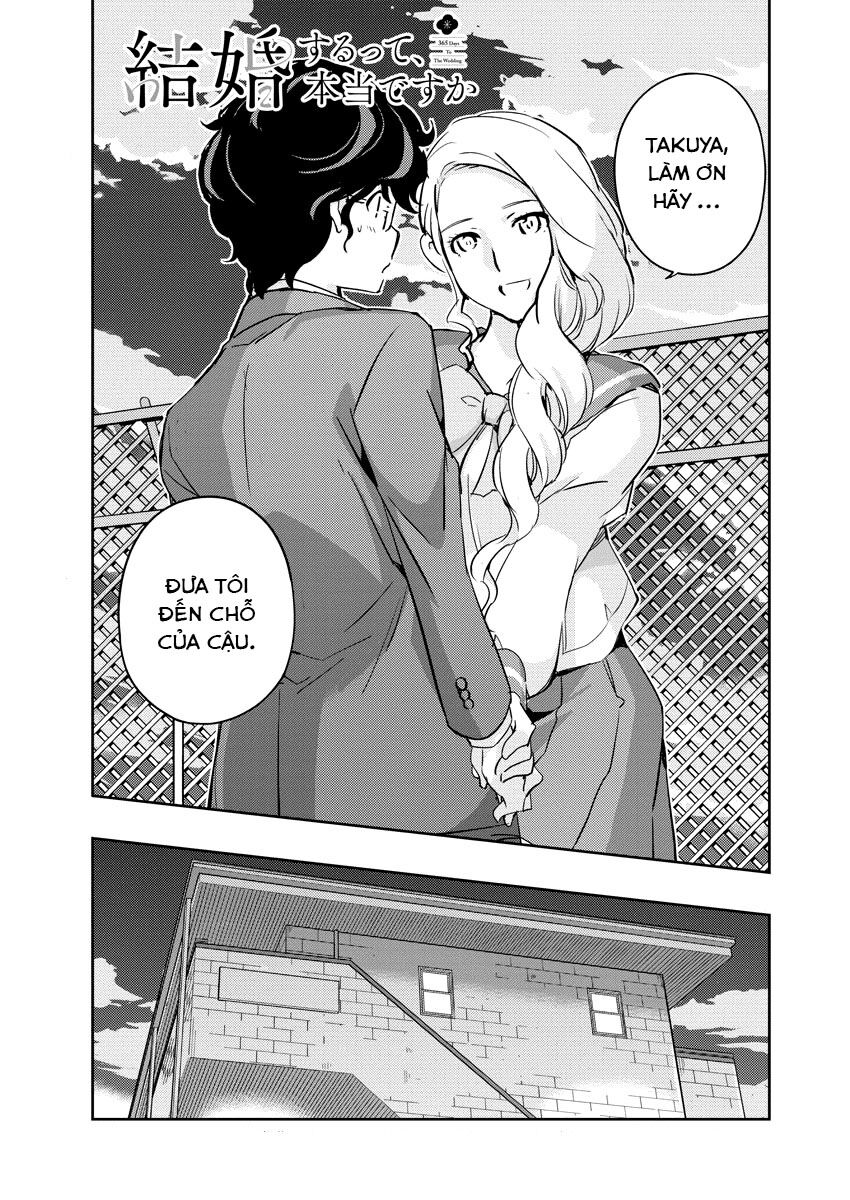 結婚するって、
本当ですか
365 Days
To
The Wedding
TAKUYA,
LÀM ƠN
HÃY ...
ĐƯA TÔI
ĐẾN CHỖ
CỦA CẬU.